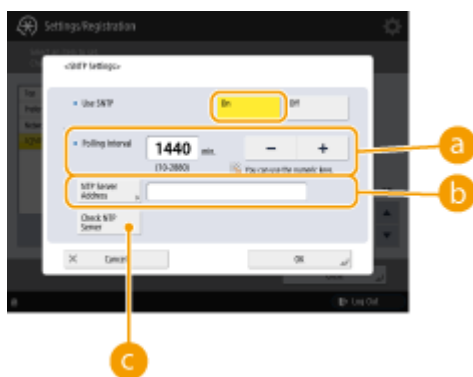 Settings/Registration
<SNTP Settings>
Use SNTP
On
Off
Polling Interval
1440 min.
− +
(10-2880)
You can use the numeric keys.
a
NTP Server
Address
b
Check NTP
Server
Cancel
OK
Log Out
c